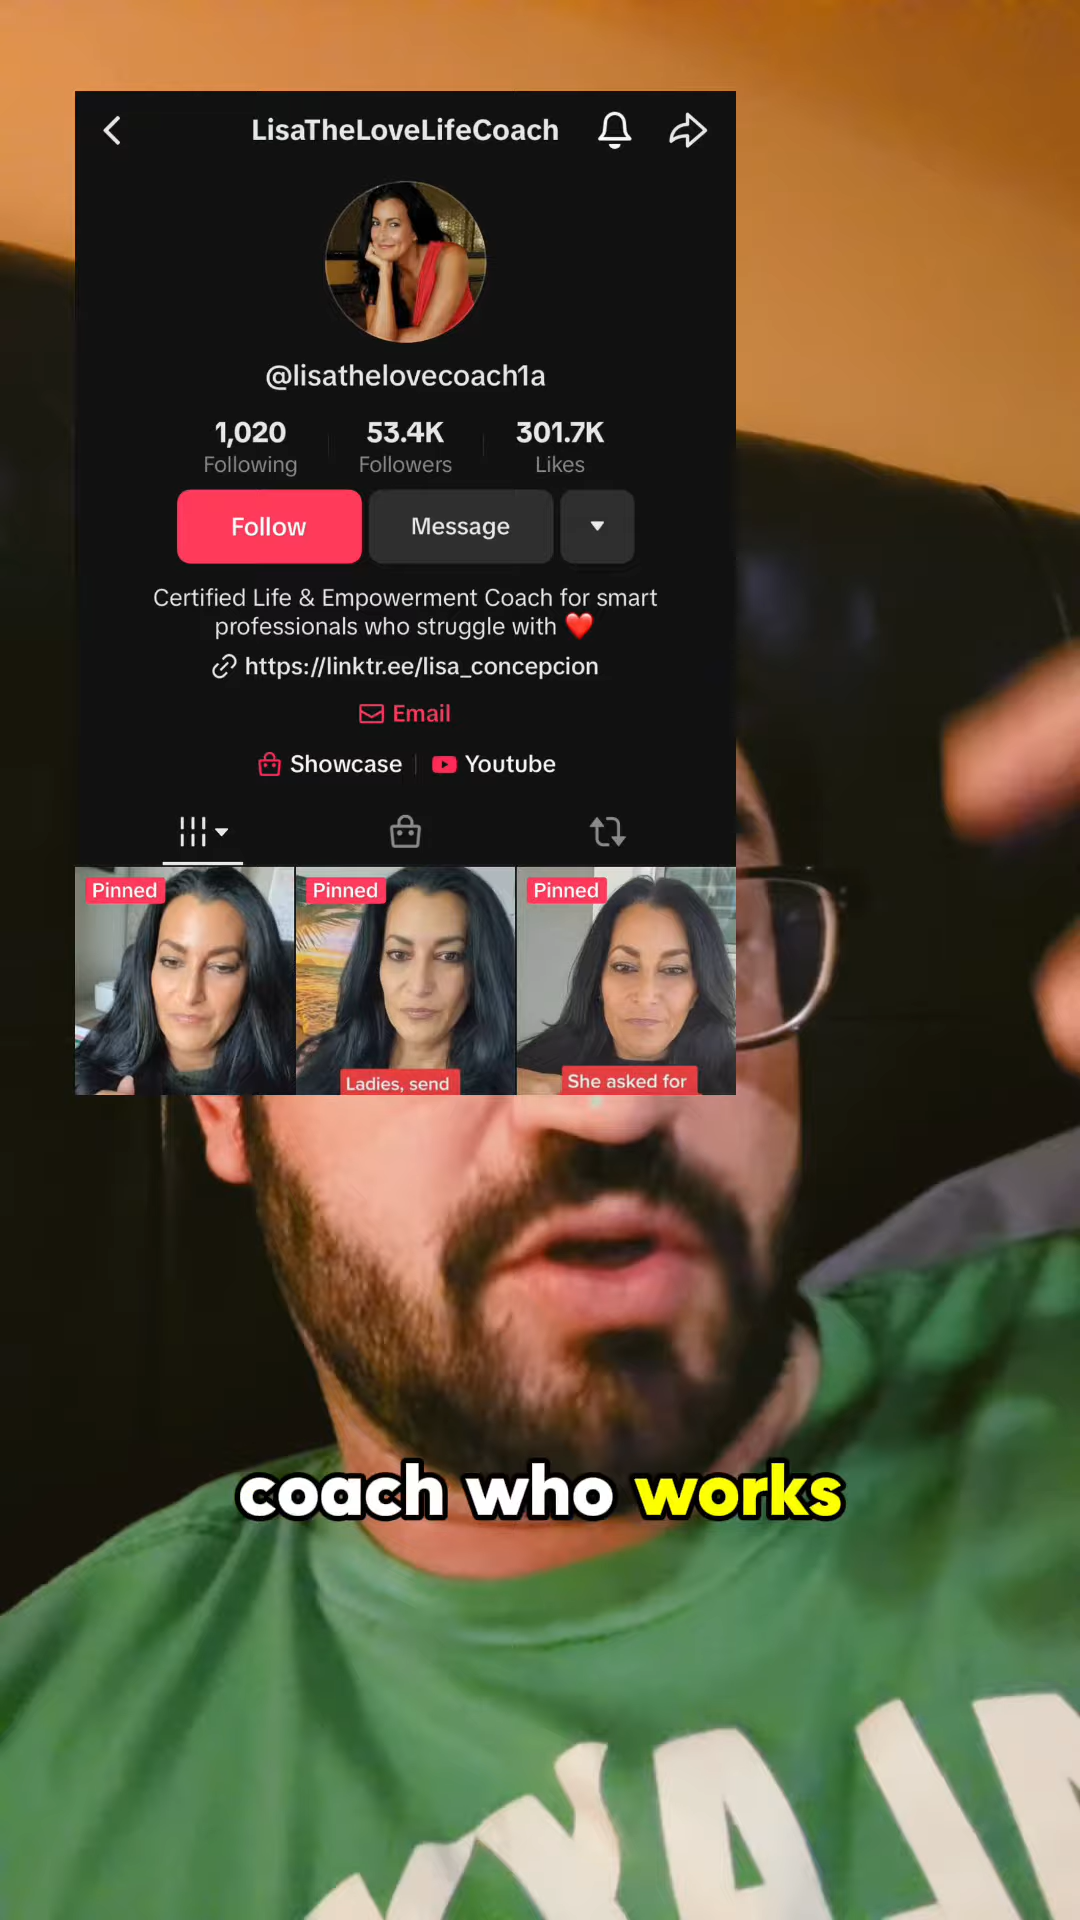 LisaTheLoveLifeCoach
@lisathelovecoach1a
1,020 53.4K 301.7K
Following Followers Likes
Follow Message
Certified Life & Empowerment Coach for smart
professionals who struggle with ❤️
https://linktr.ee/lisa_concepcion
Email
Showcase Youtube
Pinned Pinned Pinned
Ladies, send She asked for
coach who works